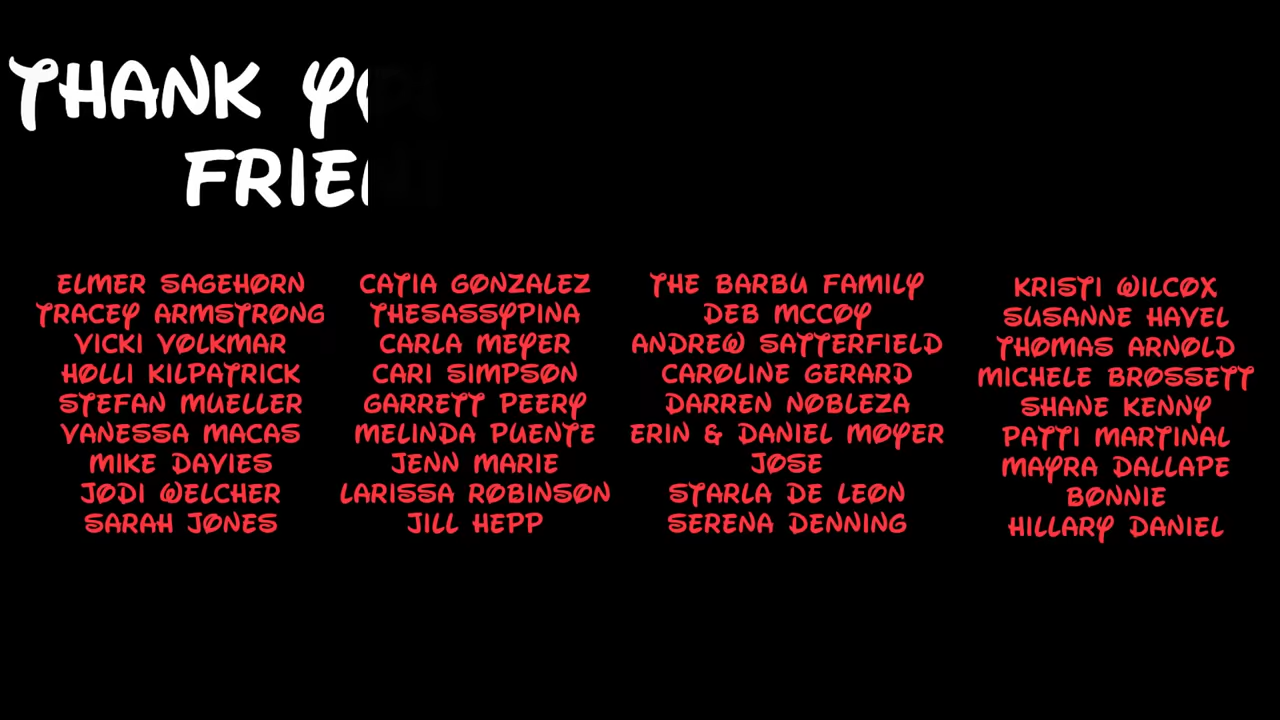 THANK YO
FRIE
ELMER SAGEHORN
TRACEY ARMSTRONG
VICKI VOLKMAR
HOLLI KILPATRICK
STEFAN MUELLER
VANESSA MACAS
MIKE DAVIES
JODI WELCHER
SARAH JONES
CATIA GONZALEZ
THESASSYPINA
CARLA MEYER
CARI SIMPSON
GARRETT PEERY
MELINDA PUENTE
JENN MARIE
LARISSA ROBINSON
JILL HEPP
THE BARBU FAMILY
DEB MCCOY
ANDREW SATTERFIELD
CAROLINE GERARD
DARREN NOBLEZA
ERIN & DANIEL MOYER
JOSE
STARLA DE LEON
SERENA DENNING
KRISTI WILCOX
SUSANNE HAVEL
THOMAS ARNOLD
MICHELE BROSSETT
SHANE KENNY
PATTI MARTINAL
MAYRA DALLAPE
BONNIE
HILLARY DANIEL